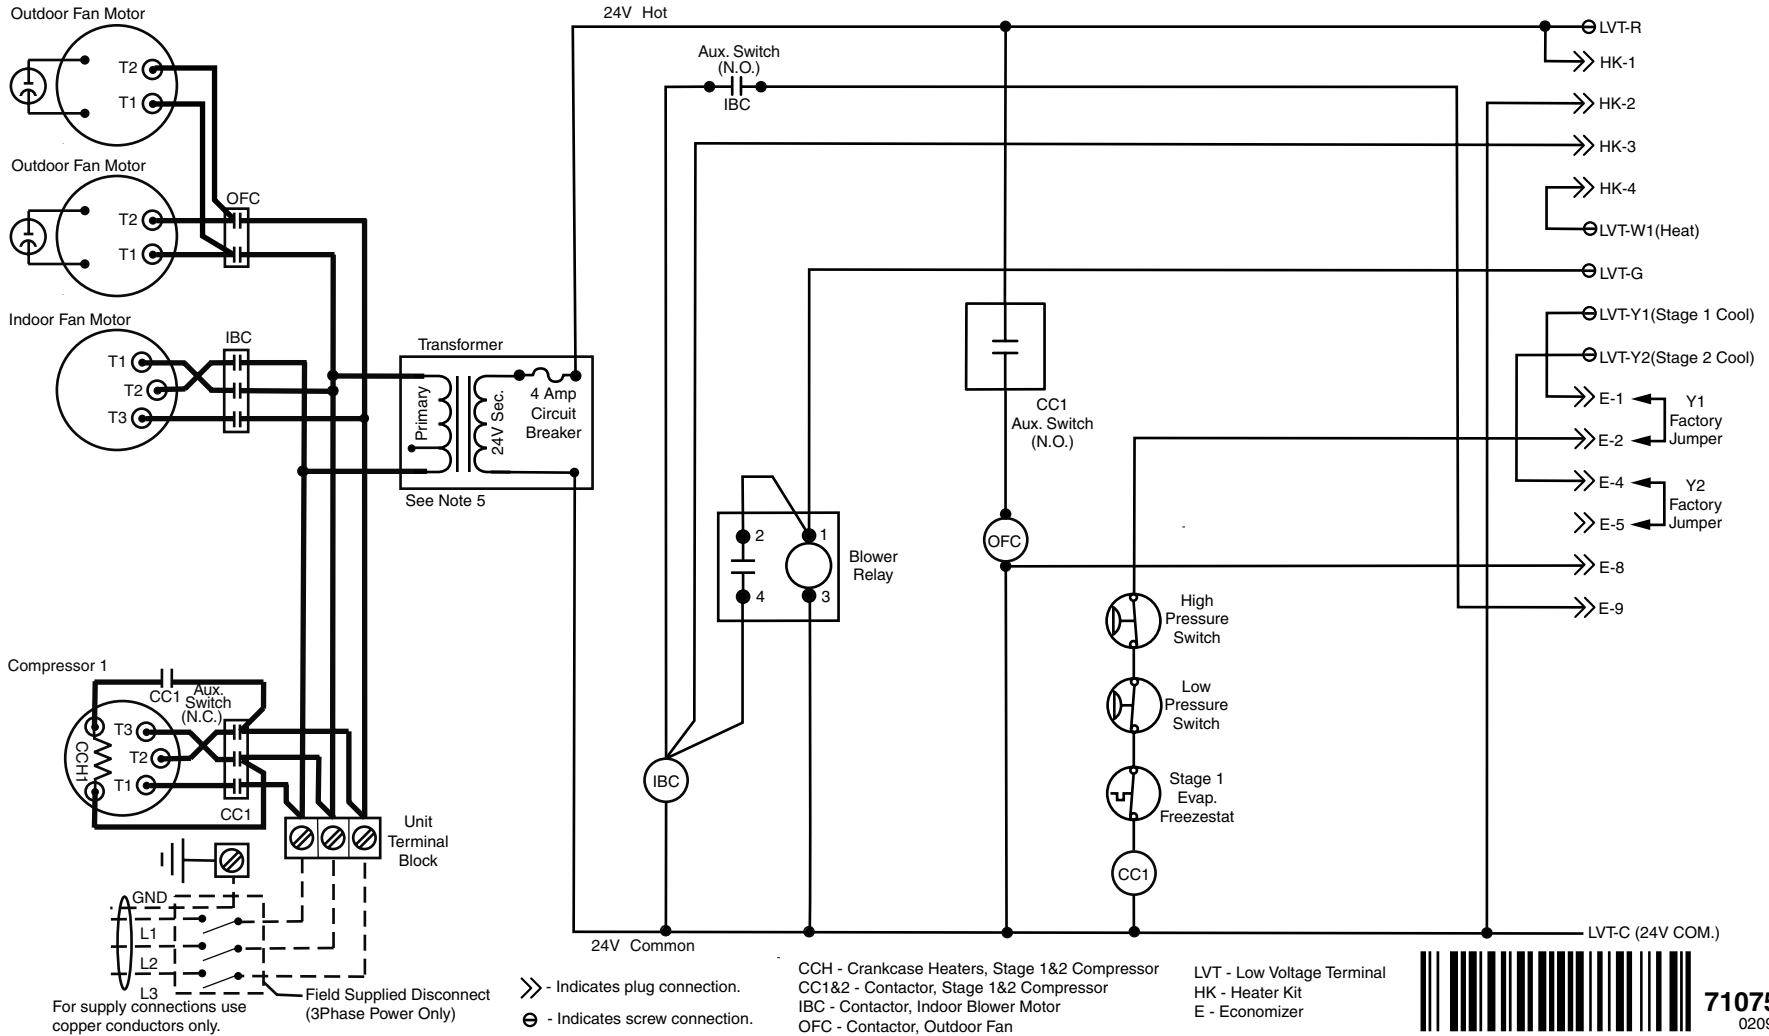 Outdoor Fan Motor
T2
T1
Outdoor Fan Motor
OFC
T2
T1
Indoor Fan Motor
IBC
T1
T2
T3
Transformer
Primary
24V Sec.
4 Amp
Circuit
Breaker
See Note 5
Compressor 1
CC1
Aux.
Switch
(N.C.)
CCH1
T3
T2
T1
CC1
Unit
Terminal
Block
GND
L1
L2
L3
For supply connections use
copper conductors only.
Field Supplied Disconnect
(3Phase Power Only)
24V Hot
Aux. Switch
(N.O.)
IBC
CC1
Aux. Switch
(N.O.)
2
1
4
3
Blower
Relay
OFC
IBC
High
Pressure
Switch
Low
Pressure
Switch
Stage 1
Evap.
Freezestat
CC1
24V Common
LVT-R
HK-1
HK-2
HK-3
HK-4
LVT-W1(Heat)
LVT-G
LVT-Y1(Stage 1 Cool)
LVT-Y2(Stage 2 Cool)
E-1
Y1
Factory
Jumper
E-2
E-4
Y2
Factory
Jumper
E-5
E-8
E-9
LVT-C (24V COM.)
- Indicates plug connection.
- Indicates screw connection.
CCH - Crankcase Heaters, Stage 1&2 Compressor
CC1&2 - Contactor, Stage 1&2 Compressor
IBC - Contactor, Indoor Blower Motor
OFC - Contactor, Outdoor Fan
LVT - Low Voltage Terminal
HK - Heater Kit
E - Economizer
71075
0209